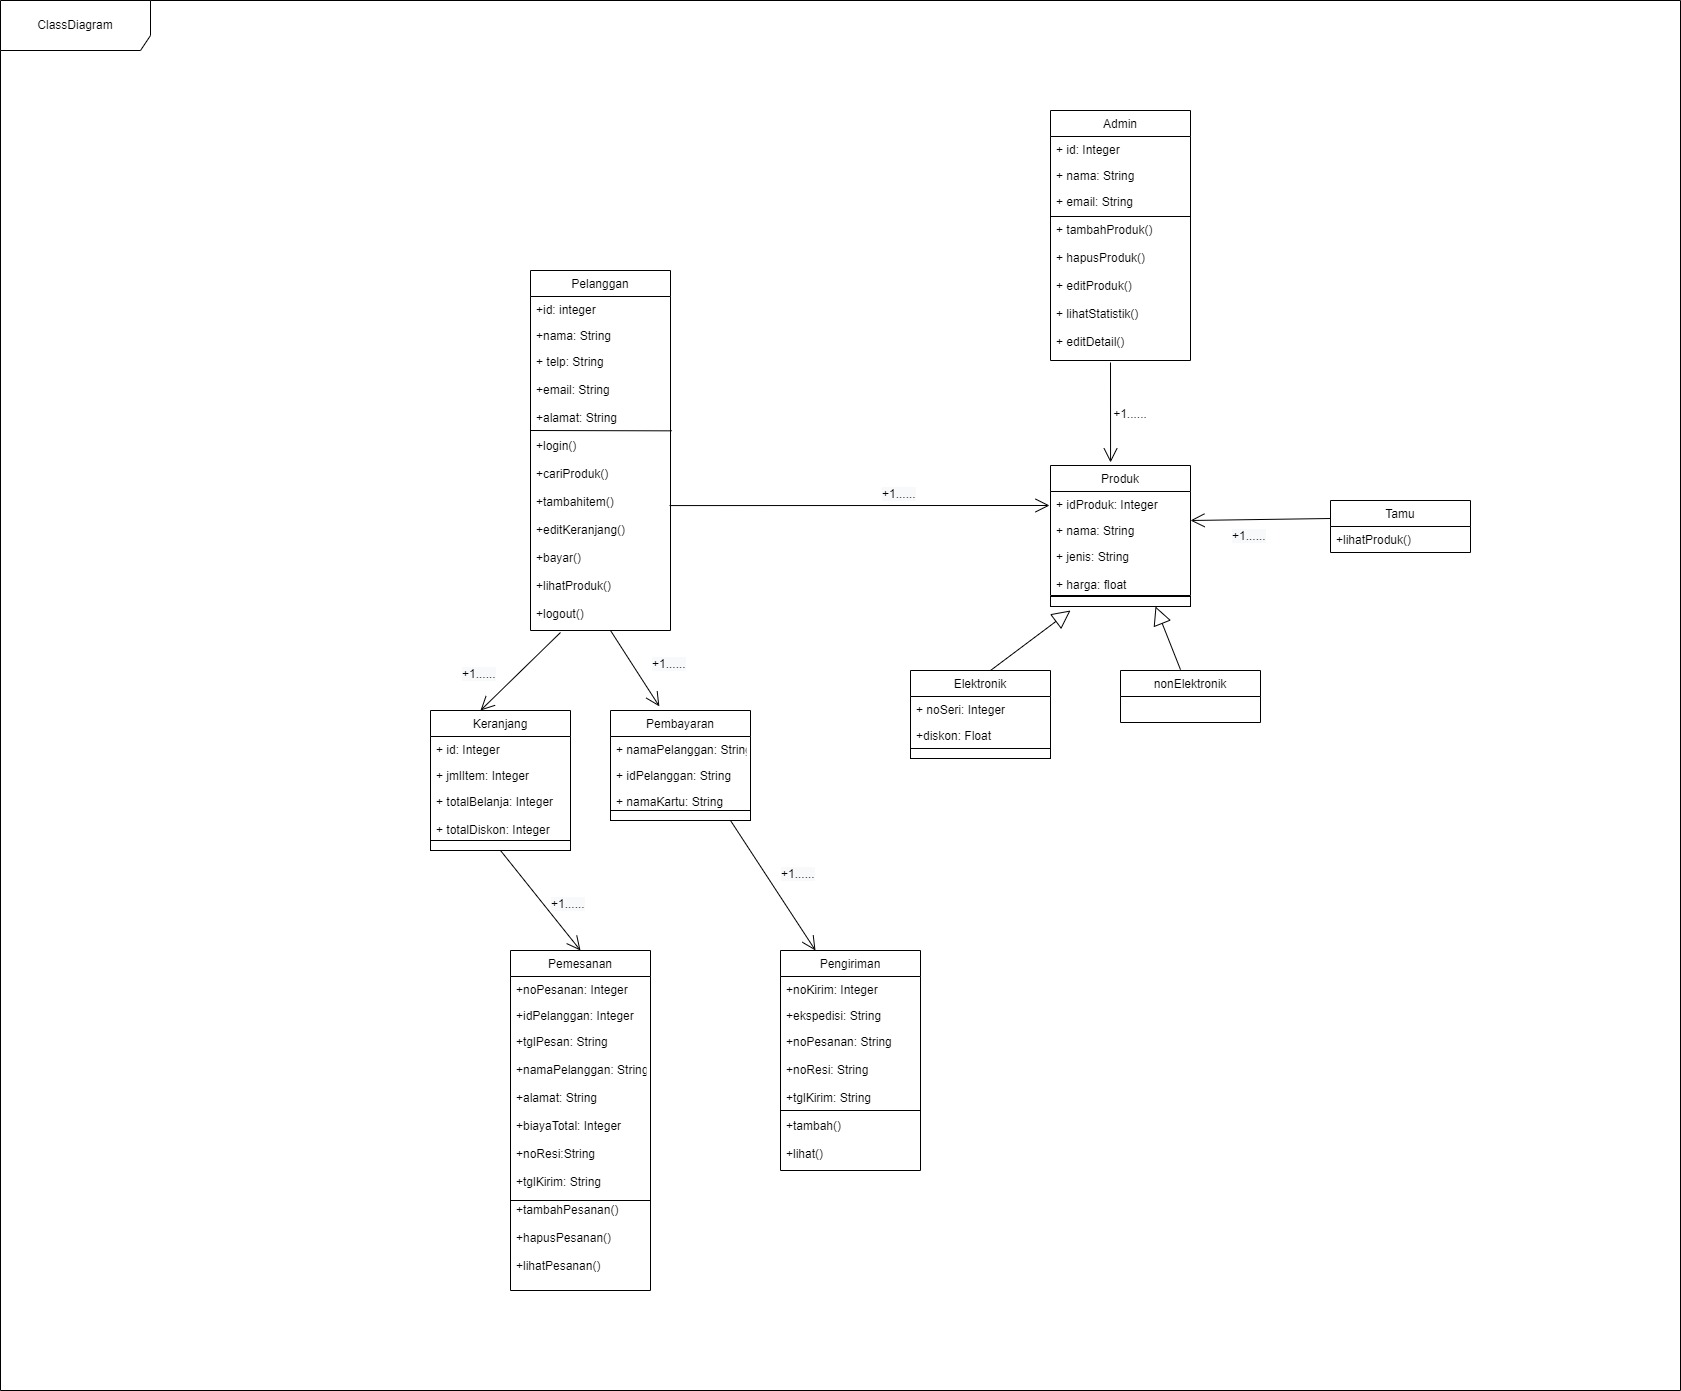 ClassDiagram
Admin
+ id: Integer
+ nama: String
+ email: String
+ tambahProduk()
+ hapusProduk()
+ editProduk()
+ lihatStatistik()
+ editDetail()
+1......
Pelanggan
+id: integer
+nama: String
+ telp: String
+email: String
+alamat: String
+login()
+cariProduk()
+tambahitem()
+editKeranjang()
+bayar()
+lihatProduk()
+logout()
+1......
Produk
+ idProduk: Integer
+ nama: String
+ jenis: String
+ harga: float
Tamu
+lihatProduk()
+1......
+1......
+1......
Elektronik
+ noSeri: Integer
+diskon: Float
nonElektronik
Keranjang
+ id: Integer
+ jmlItem: Integer
+ totalBelanja: Integer
+ totalDiskon: Integer
Pembayaran
+ namaPelanggan: String
+ idPelanggan: String
+ namaKartu: String
+1......
+1......
Pemesanan
+noPesanan: Integer
+idPelanggan: Integer
+tglPesan: String
+namaPelanggan: String
+alamat: String
+biayaTotal: Integer
+noResi:String
+tglKirim: String
+tambahPesanan()
+hapusPesanan()
+lihatPesanan()
Pengiriman
+noKirim: Integer
+ekspedisi: String
+noPesanan: String
+noResi: String
+tglKirim: String
+tambah()
+lihat()